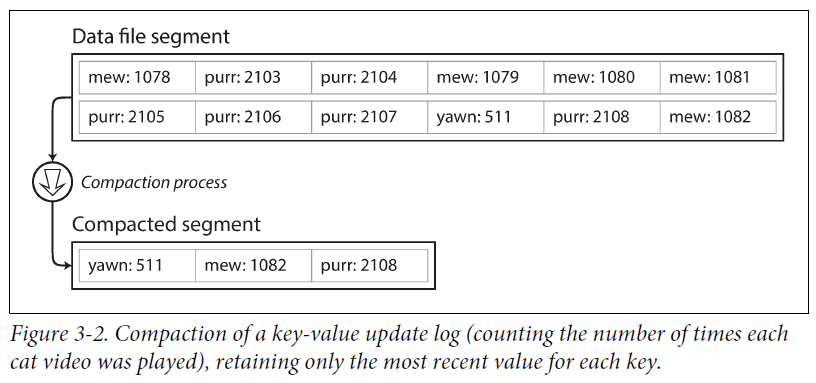 Data file segment
mew: 1078 purr: 2103 purr: 2104 mew: 1079 mew: 1080 mew: 1081
purr: 2105 purr: 2106 purr: 2107 yawn: 511 purr: 2108 mew: 1082
Compaction process
Compacted segment
yawn: 511 mew: 1082 purr: 2108
Figure 3-2. Compaction of a key-value update log (counting the number of times each
cat video was played), retaining only the most recent value for each key.